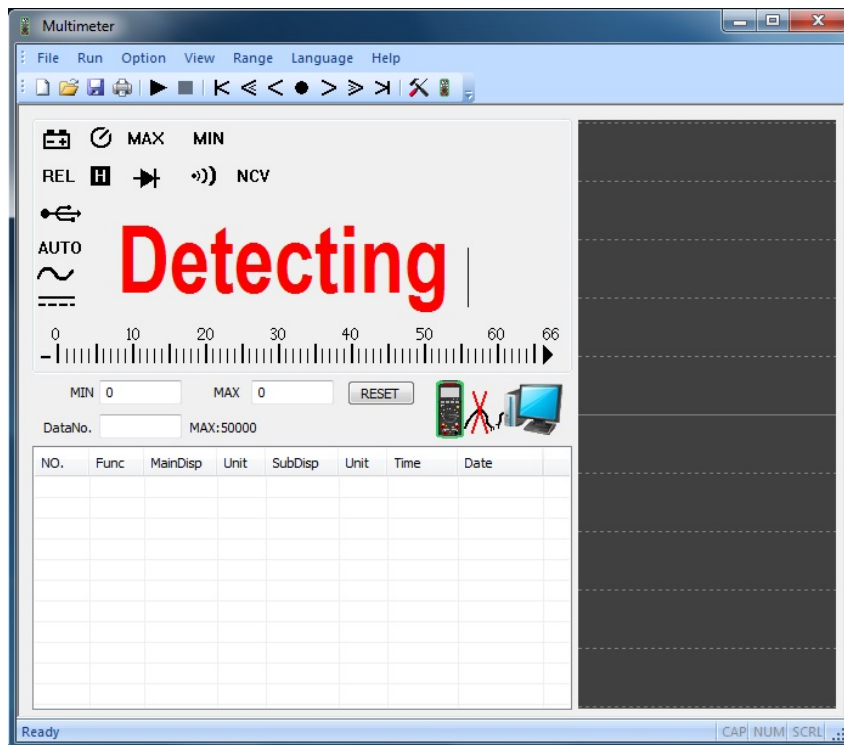 Multimeter
File Run Option View Range Language Help
MAX MIN
REL H NCV
AUTO
Detecting
0 10 20 30 40 50 60 66
MIN 0 MAX 0 RESET
DataNo. MAX:50000
NO. Func MainDisp Unit SubDisp Unit Time Date
Ready CAP NUM SCRL